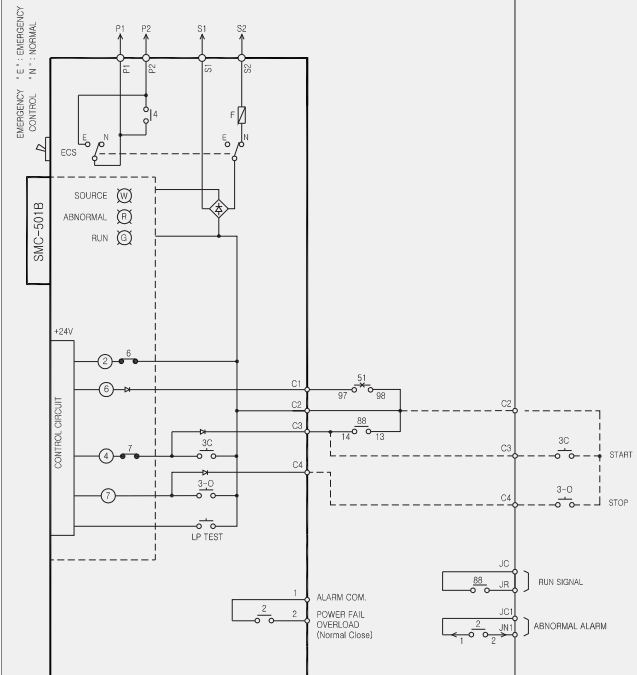 EMERGENCY " E " : EMERGENCY
CONTROL " N " : NORMAL
P1
P2
S1
S2
P1
P2
S1
S2
4
F
E
N
E
N
ECS
SMC-501B
SOURCE W
ABNORMAL R
RUN G
+24V
CONTROL CIRCUIT
2
6
6
4
7
7
3C
3-O
LP TEST
C1
C2
C3
C4
51
97
98
88
14
13
C2
C3
C4
3C
START
3-O
STOP
JC
88
JR
RUN SIGNAL
JC1
2
JN1
1
2
ABNORMAL ALARM
1
ALARM COM.
2
2
POWER FAIL
OVERLOAD
(Normal Close)